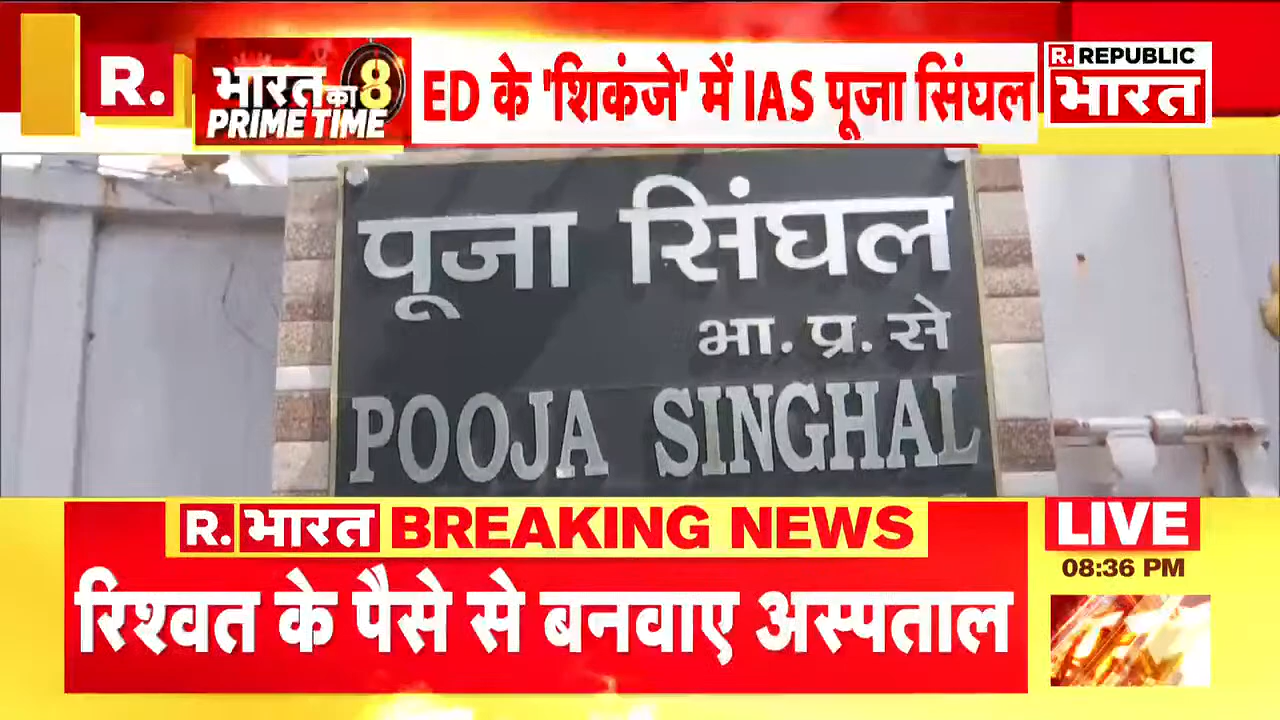 R.
भारत का 8
PRIME TIME
ED के 'शिकंजे' में IAS पूजा सिंघल
R. REPUBLIC
भारत
पूजा सिंघल
भा. प्र. से
POOJA SINGHAL
R. भारत BREAKING NEWS
रिश्वत के पैसे से बनवाए अस्पताल
LIVE
08:36 PM